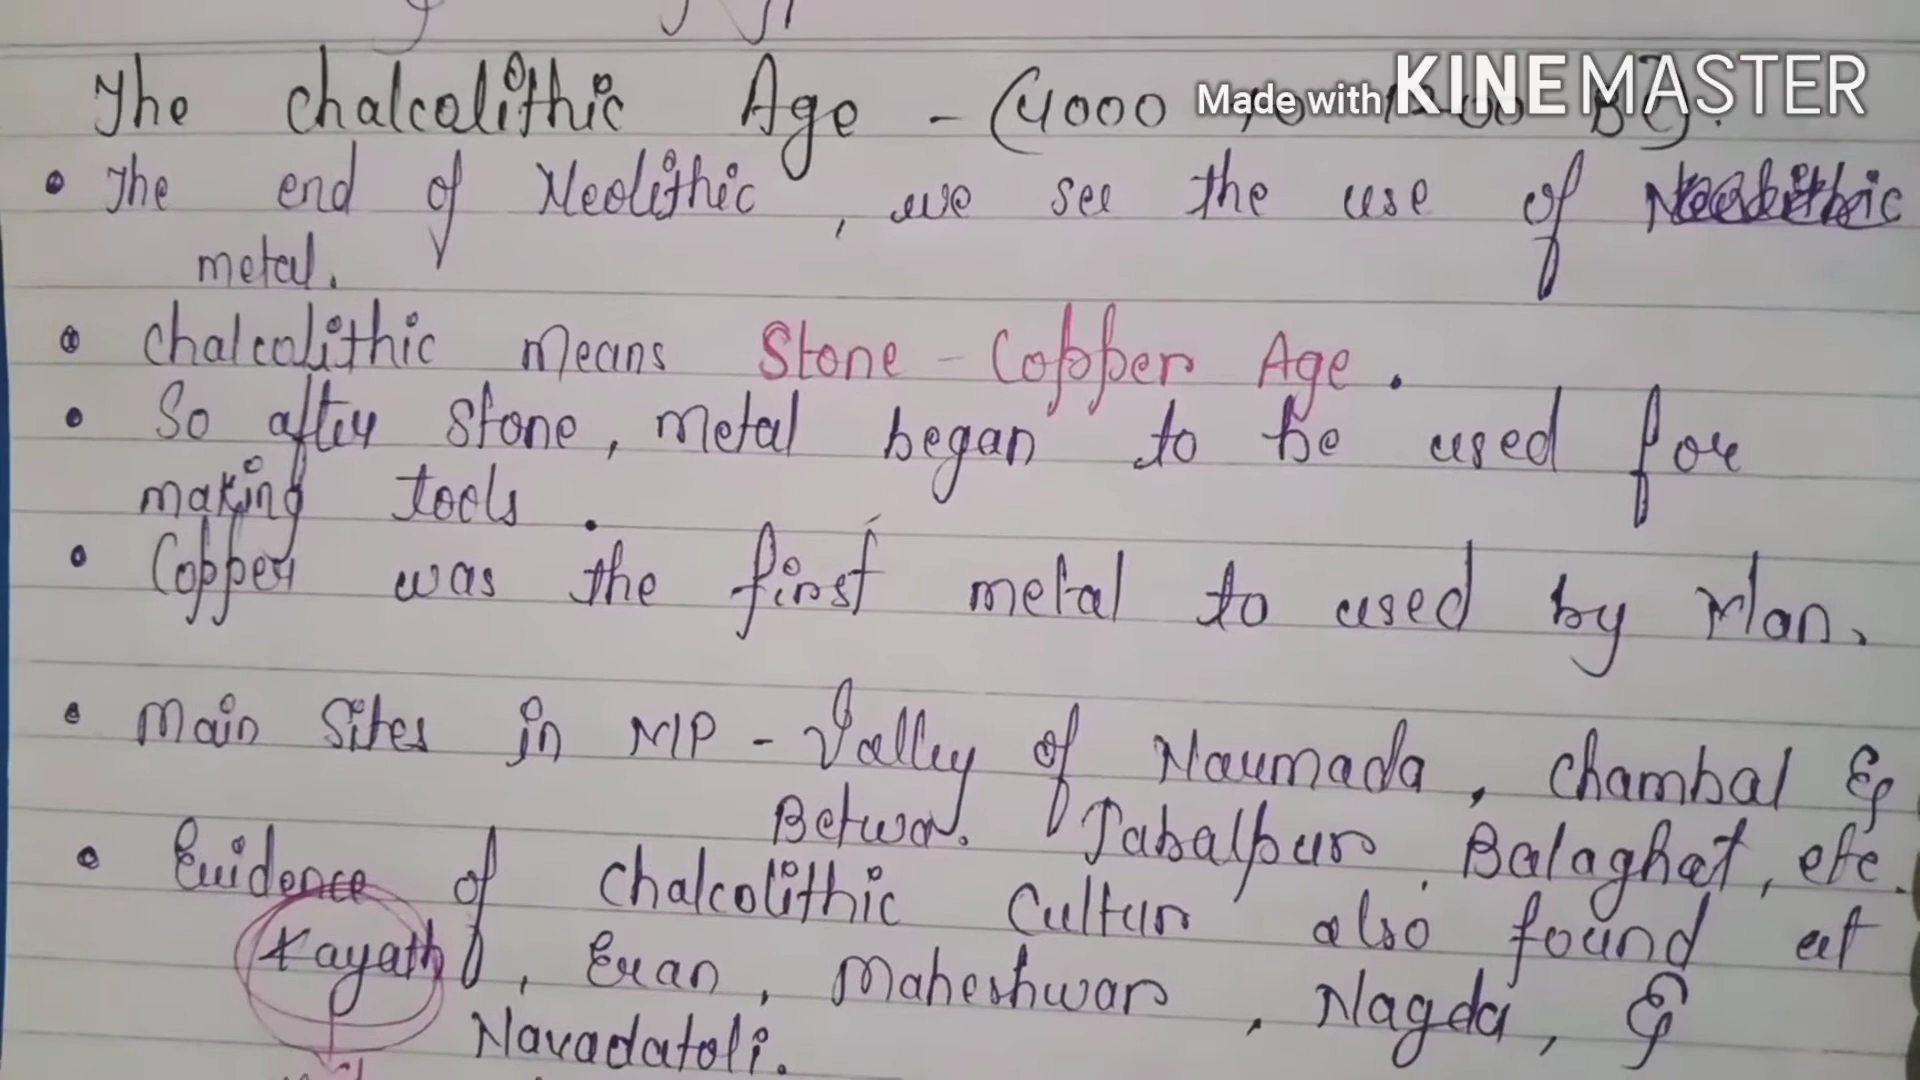 The chalcolithic Age - (4000
Made with KINEMASTER
• The end of Neolithic, we see the use of
metal.
• Chalcolithic means Stone - Copper Age.
• So after stone, metal began to be used for
making tools.
• Copper was the first metal to used by Man.
• Main Sites in MP - Valley of Narmada, Chambal &
Betwa. Jabalpur, Balaghat, etc.
• Evidence of chalcolithic Cultur also found at
Kayath, Eran, Maheshwar, Nagda, &
Navadatoli.